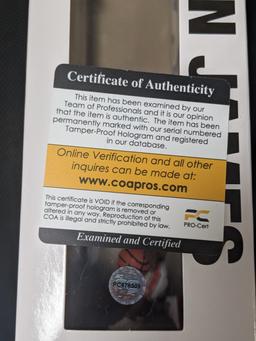 Certificate of Authenticity
This item has been examined by our
Team of Professionals and it is our opinion
that the item is authentic. The item has been
permanently marked with our serial numbered
Tamper-Proof Hologram and registered
in our database.
Online Verification and all other
inquires can be made at:
www.coapros.com
This certificate is VOID if the corresponding
tamper-proof hologram is removed or
altered in any way. Reproduction of this
COA is illegal and strictly prohibited by law.
PC
PRO-Cert
Examined and Certified
N JAMES